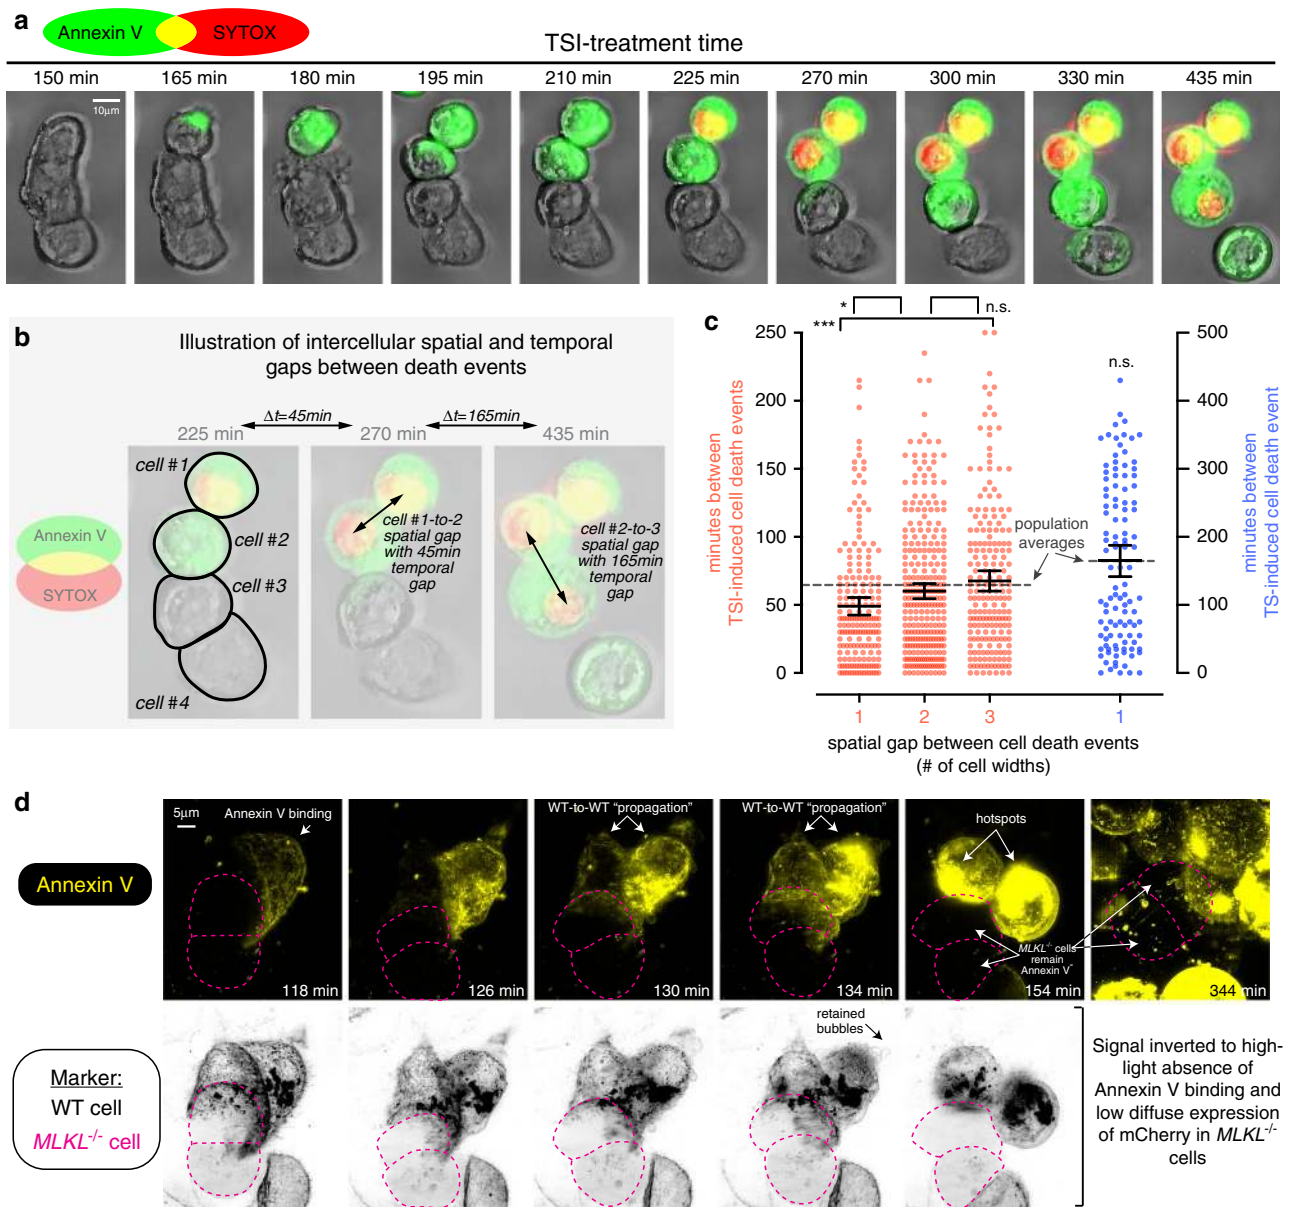 a
Annexin V
SYTOX
TSI-treatment time
150 min
165 min
180 min
195 min
210 min
225 min
270 min
300 min
330 min
435 min
10μm
b
Illustration of intercellular spatial and temporal
gaps between death events
Δt=45min
Δt=165min
225 min
270 min
435 min
cell #1
cell #2
cell #3
cell #4
Annexin V
SYTOX
cell #1-to-2
spatial gap
with 45min
temporal
gap
cell #2-to-3
spatial gap
with 165min
temporal
gap
c
*
n.s.
***
250
200
150
100
50
0
minutes between
TSI-induced cell death events
n.s.
500
400
300
200
100
0
minutes between
TS-induced cell death event
population
averages
1
2
3
1
spatial gap between cell death events
(# of cell widths)
d
5μm
Annexin V binding
WT-to-WT “propagation”
WT-to-WT “propagation”
hotspots
MLKL-/- cells
remain
Annexin V-
Annexin V
118 min
126 min
130 min
134 min
154 min
344 min
retained
bubbles
Marker:
WT cell
MLKL-/- cell
Signal inverted to high-
light absence of
Annexin V binding and
low diffuse expression
of mCherry in MLKL-/-
cells